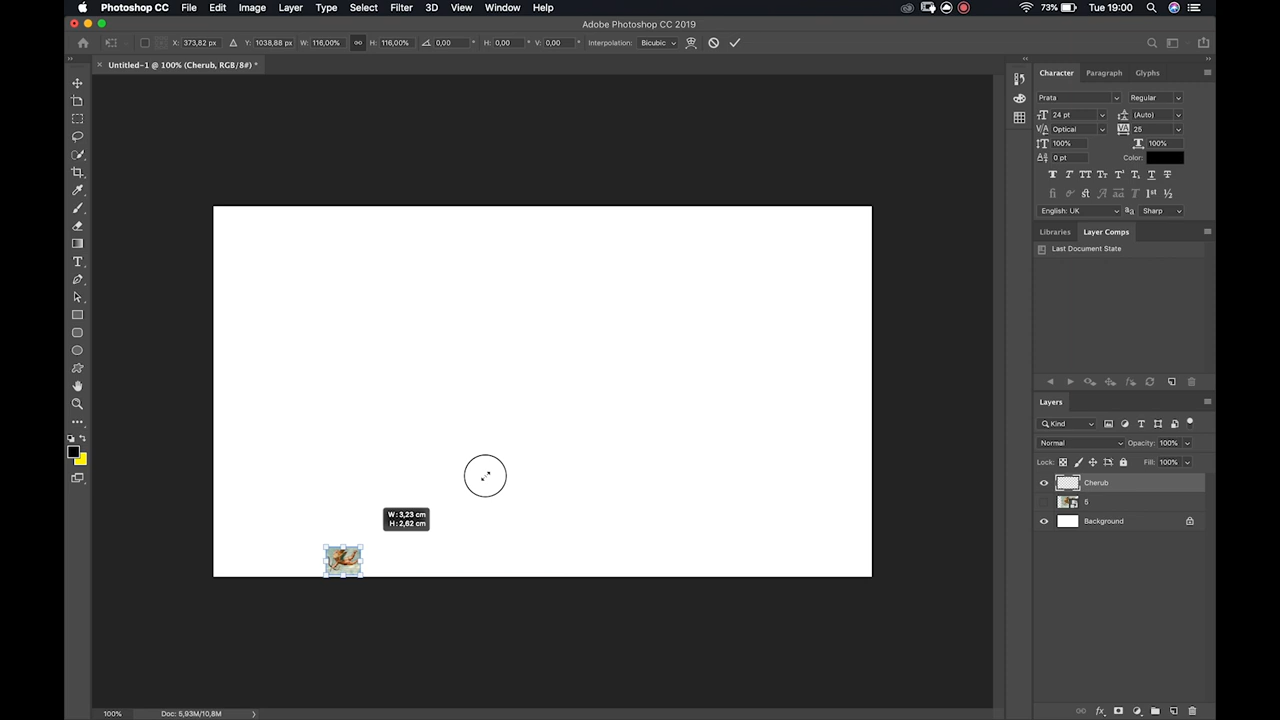 Photoshop CC File Edit Image Layer Type Select Filter 3D View Window Help 73% Tue 19:00
Adobe Photoshop CC 2019
X: 373,82 px Y: 1038,88 px W: 116,00% H: 116,00% 0,00 ° H: 0,00 ° V: 0,00 ° Interpolation: Bicubic
Untitled-1 @ 100% (Cherub, RGB/8#) *
Character Paragraph Glyphs
Prata Regular
24 pt (Auto)
Optical 25
100% 100%
0 pt Color:
English: UK Sharp
Libraries Layer Comps
Last Document State
Layers
Kind
Normal Opacity: 100%
Lock: Fill: 100%
Cherub
5
Background
W: 3,23 cm
H: 2,62 cm
100% Doc: 5,93M/10,8M